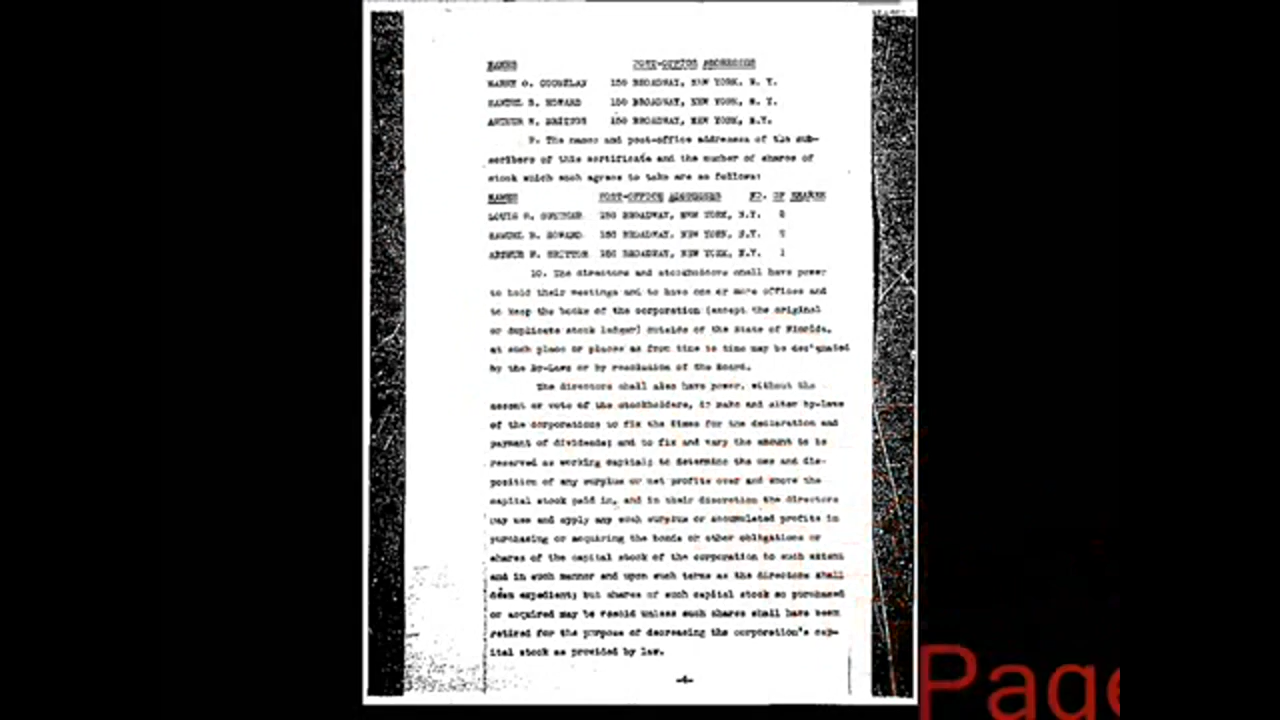 NAMES POST-OFFICE ADDRESSES
HARRY O. COUGHLAN 150 BROADWAY, NEW YORK, N. Y.
SAMUEL B. HOWARD 150 BROADWAY, NEW YORK, N. Y.
ARTHUR W. BRITTON 150 BROADWAY, NEW YORK, N.Y.
9. The names and post-office addresses of the sub-
scribers of this certificate and the number of shares of
stock which each agrees to take are as follows:
NAMES POST-OFFICE ADDRESSES NO. OF SHARES
LOUIS 150 BROADWAY, NEW YORK, N.Y.
SAMUEL B. HOWARD 150 BROADWAY, NEW YORK, N.Y.
ARTHUR W. BRITTON 150 BROADWAY, NEW YORK, N.Y. 1
10. The directors and stockholders shall have power
to hold their meetings and to have one or more offices and
to keep the books of the corporation (except the original
or duplicate stock ledger) outside of the State of Florida,
at such place or places as from time to time may be designated
by the By-Laws or by resolution of the Board.
The directors shall also have power, without the
assent or vote of the stockholders, to make and alter by-laws
of the corporation; to fix the times for the declaration and
payment of dividends; and to fix and vary the amount to be
reserved as working capital; to determine the use and dis-
position of any surplus or net profits over and above the
capital stock paid in, and in their discretion the directors
may use and apply any such surplus or accumulated profits in
purchasing or acquiring the bonds or other obligations or
shares of the capital stock of the corporation to such extent
and in such manner and upon such terms as the directors shall
deem expedient; but shares of such capital stock so purchased
or acquired may be resold unless such shares shall have been
retired for the purpose of decreasing the corporation's cap-
ital stock as provided by law.
-4-
Page